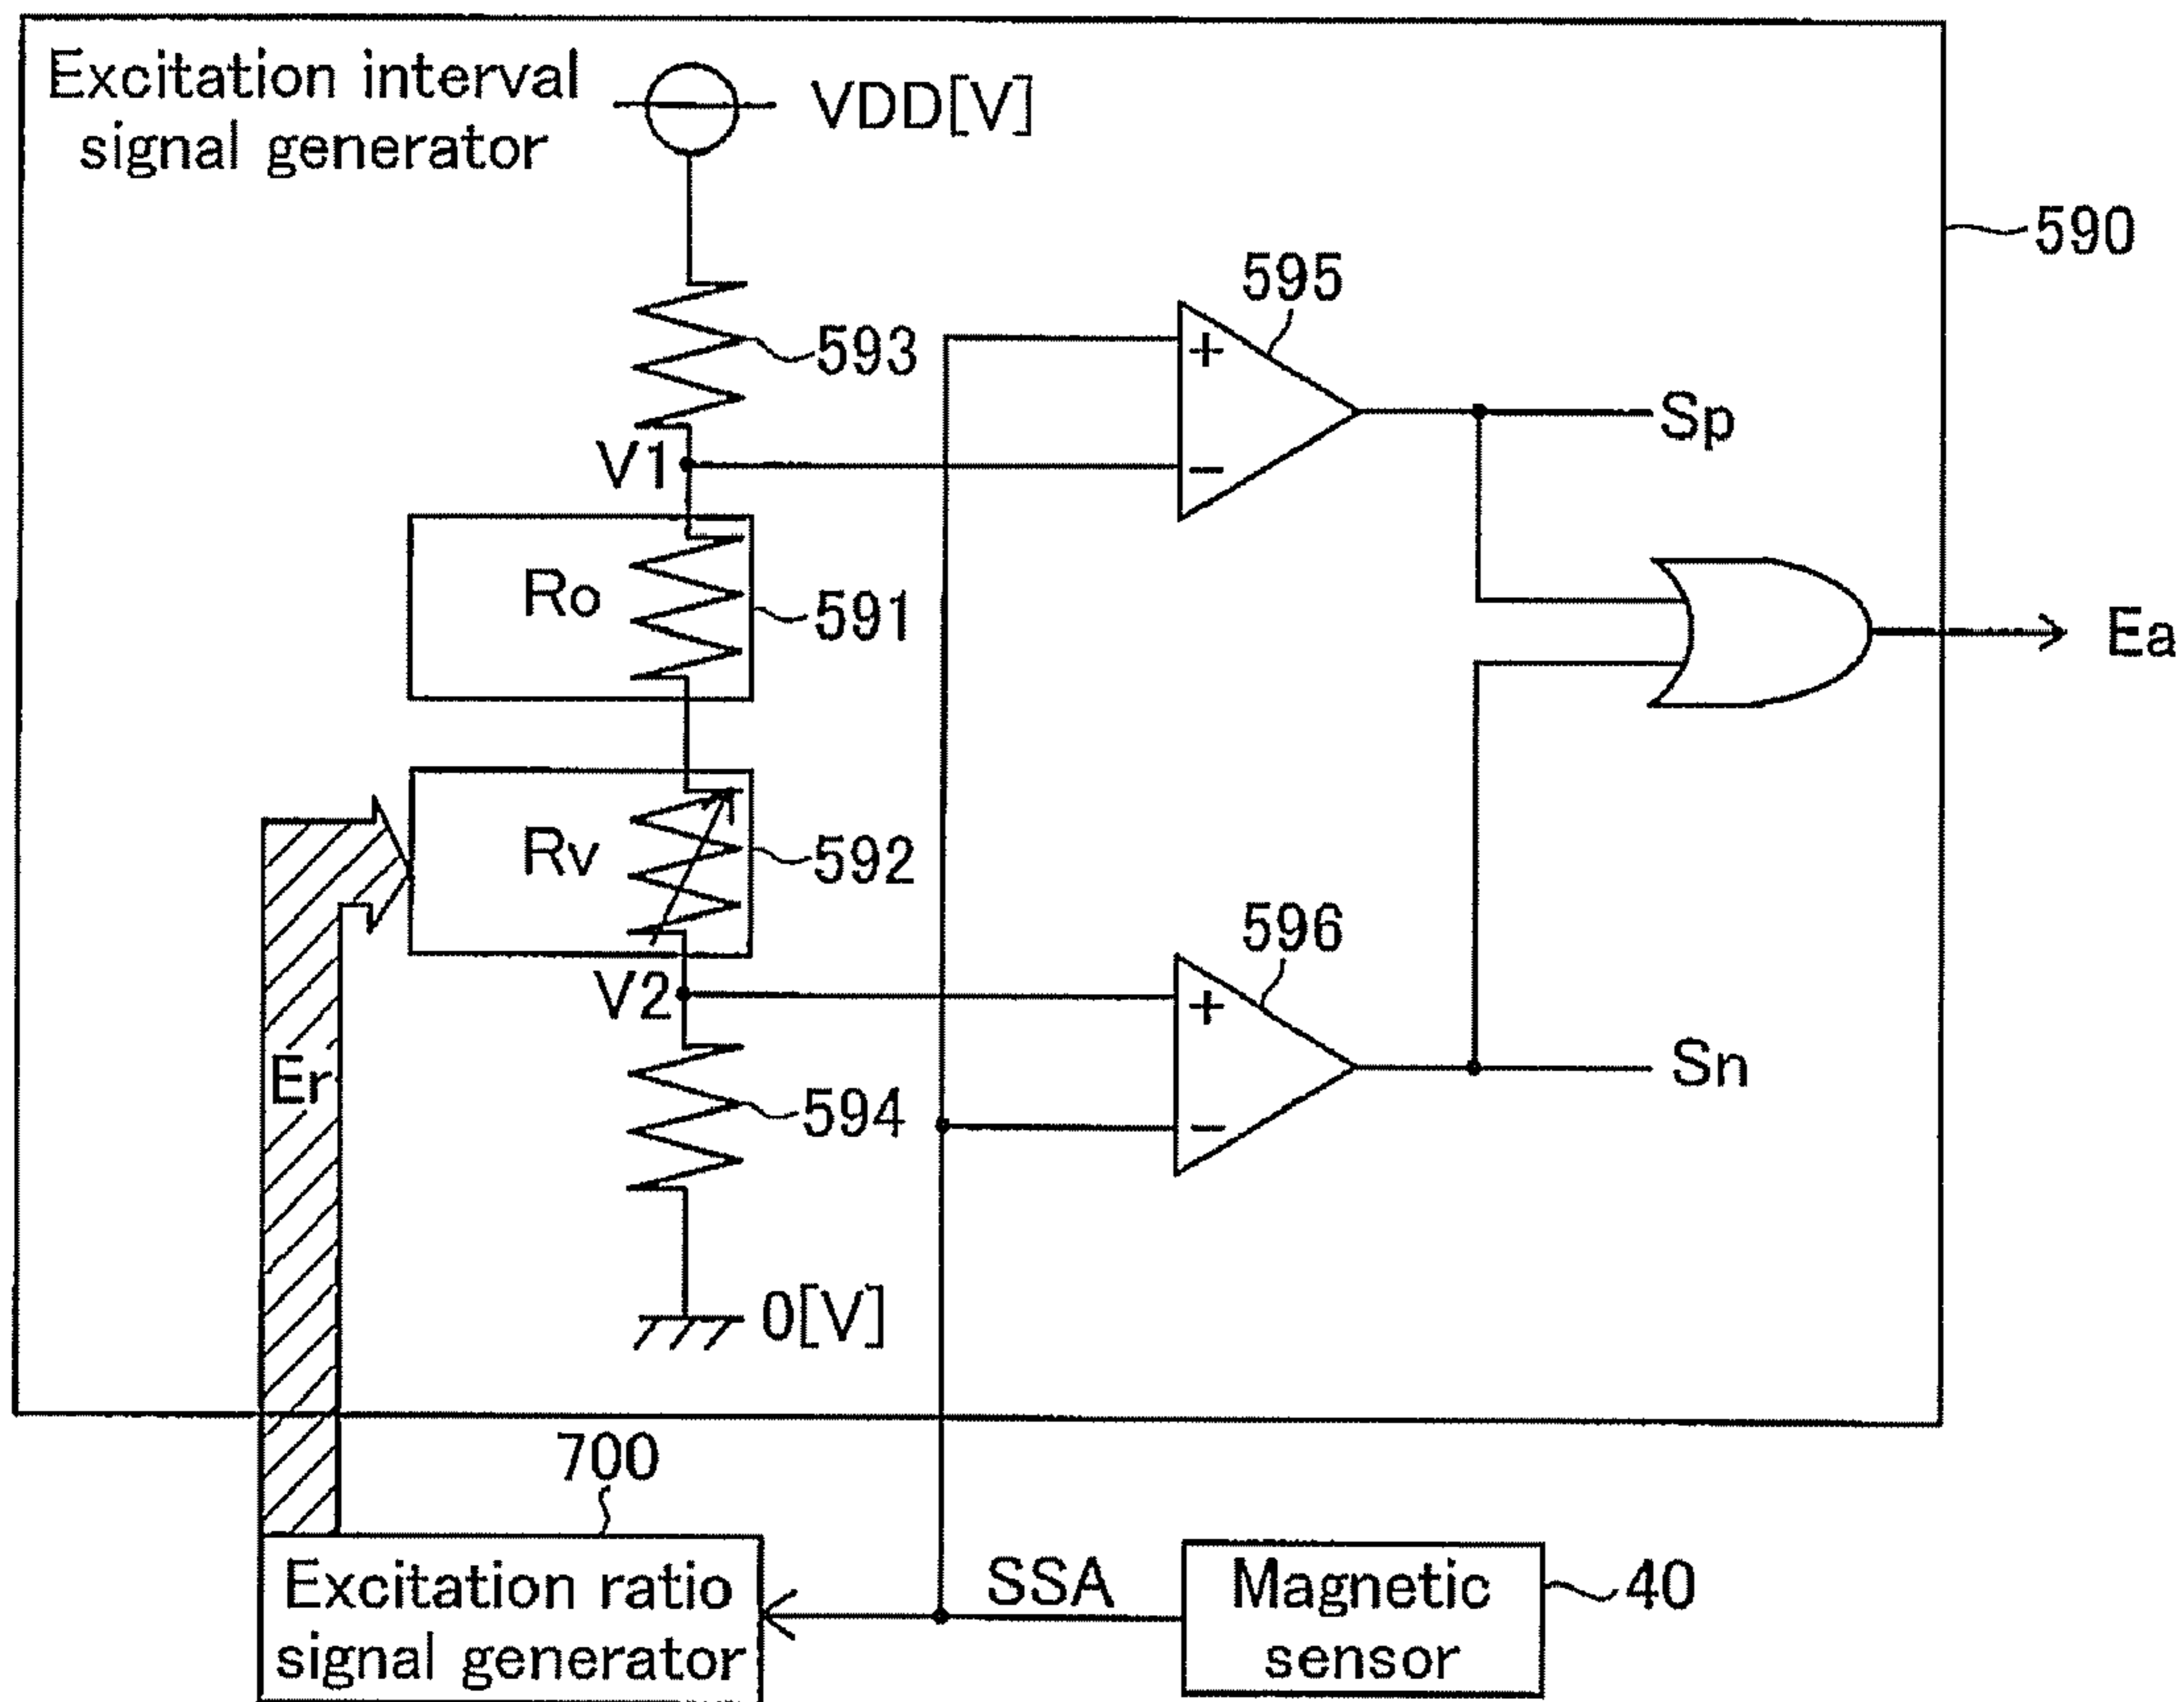 Excitation interval
signal generator
VDD[V]
590
595
593
+
−
Sp
V1
Ro
591
Ea
Rv
592
596
V2
+
−
Sn
Er
594
0[V]
700
Excitation ratio
signal generator
SSA
Magnetic
sensor
40